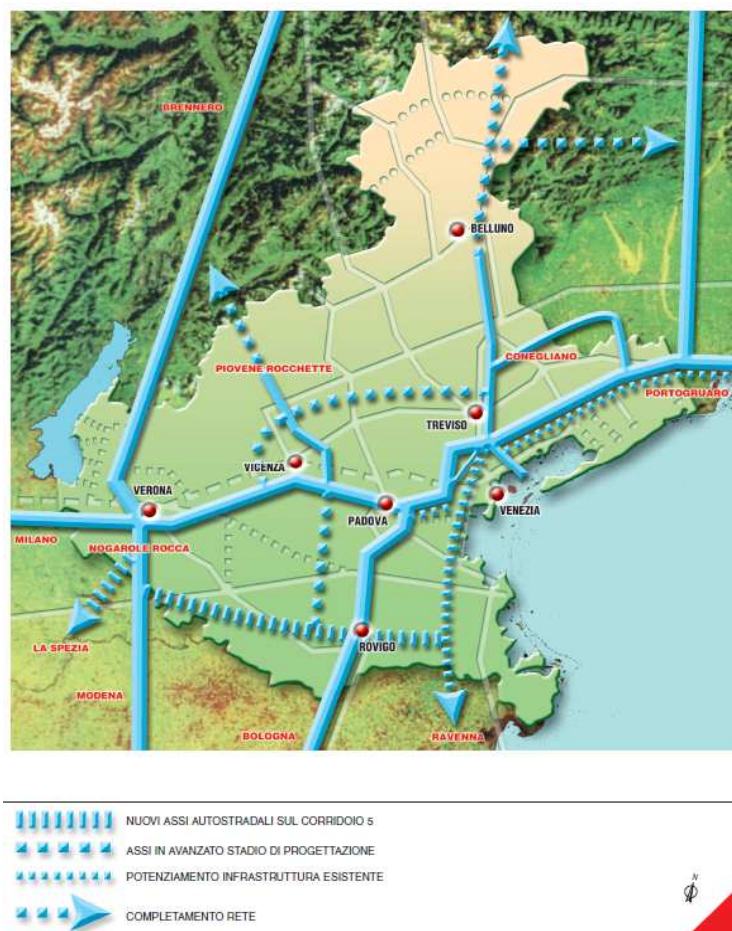 BRENNERO
BELLUNO
PIOVENE ROCCHETTE
CONEGLIANO
PORTOGRUARO
TREVISO
VICENZA
VERONA
PADOVA
VENEZIA
MILANO
NOGAROLE ROCCA
LA SPEZIA
ROVIGO
MODENA
BOLOGNA
RAVENNA
NUOVI ASSI AUTOSTRADALI SUL CORRIDOIO 5
ASSI IN AVANZATO STADIO DI PROGETTAZIONE
POTENZIAMENTO INFRASTRUTTURA ESISTENTE
N
COMPLETAMENTO RETE